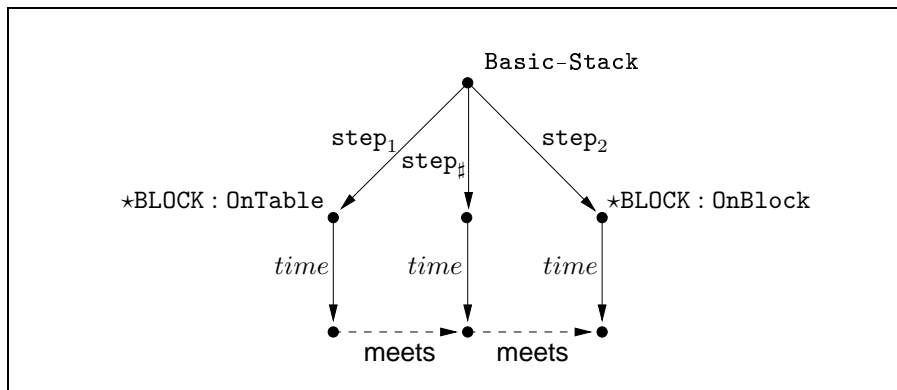 Basic-Stack
step₁
step♯
step₂
⋆BLOCK : OnTable
⋆BLOCK : OnBlock
time
time
time
meets
meets